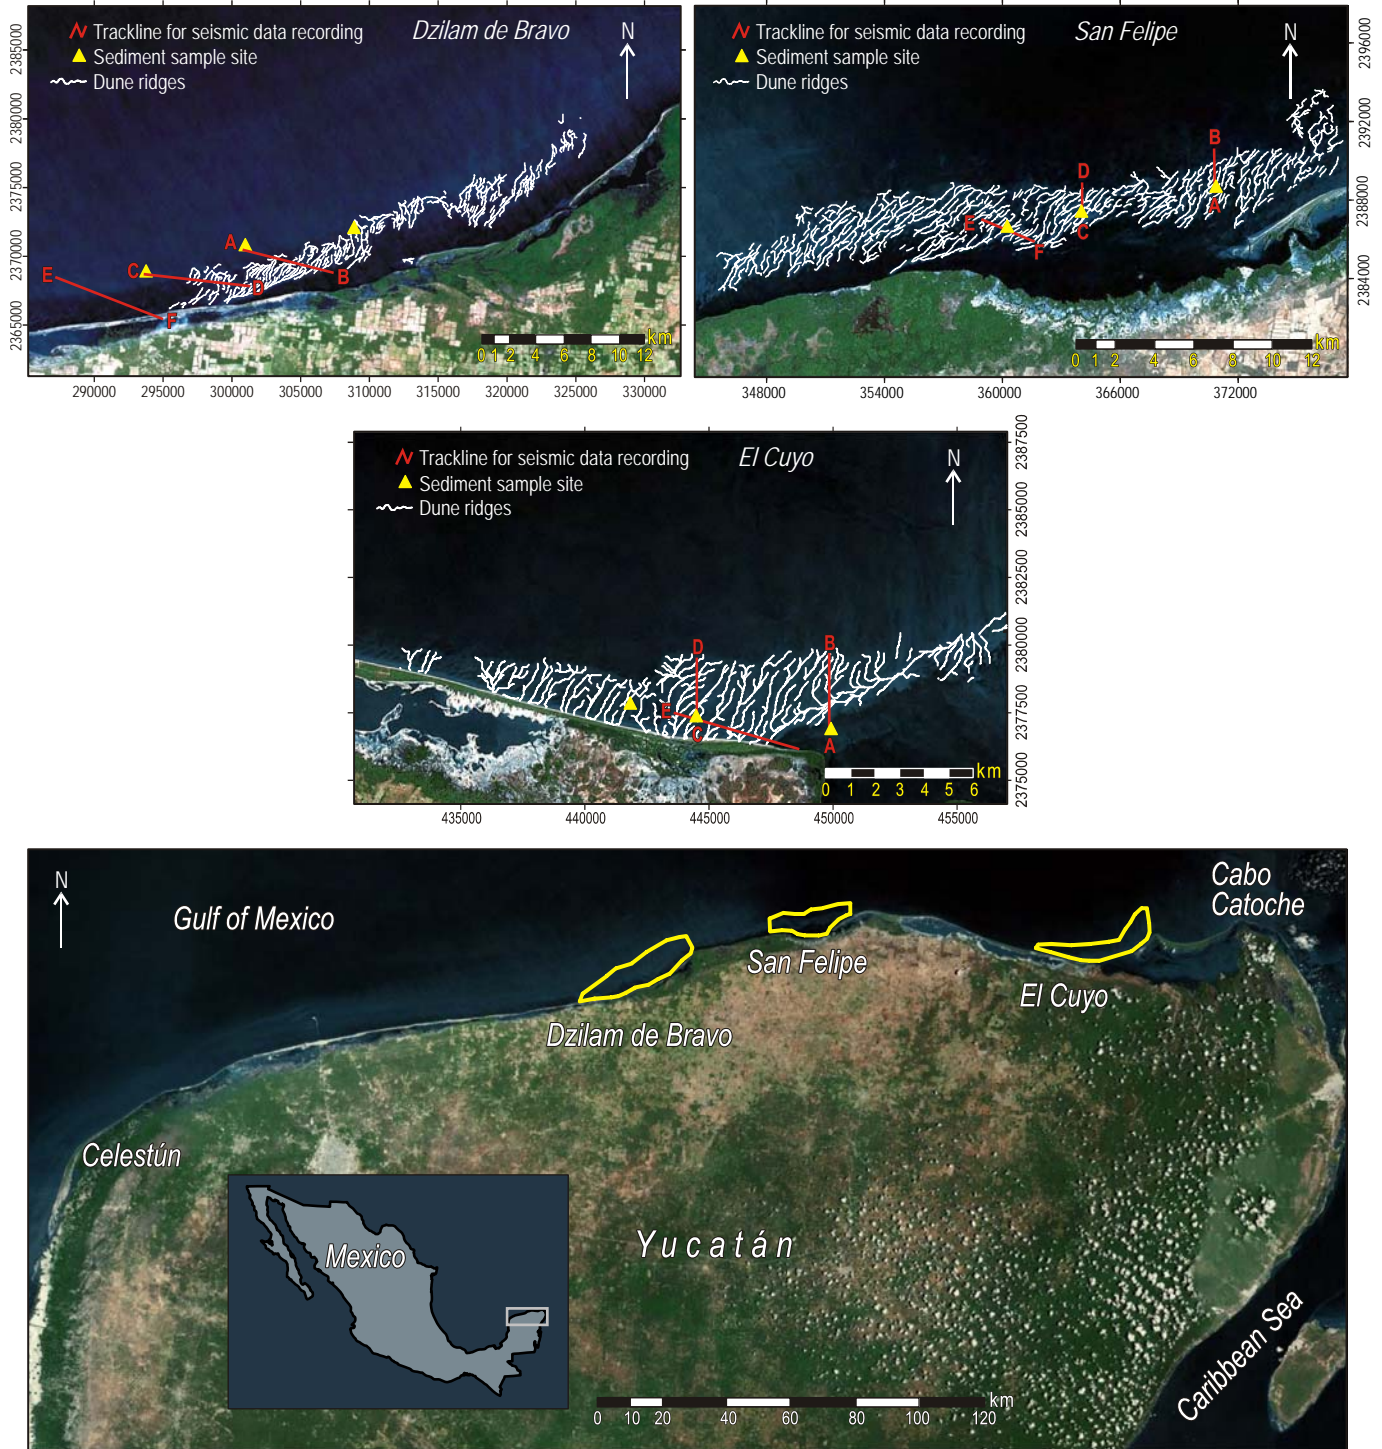 Trackline for seismic data recording
Sediment sample site
Dune ridges
Dzilam de Bravo
N
A
B
C
D
E
F
km
0 1 2 4 6 8 10 12
2385000
2380000
2375000
2370000
2365000
290000 295000 300000 305000 310000 315000 320000 325000 330000
Trackline for seismic data recording
Sediment sample site
Dune ridges
San Felipe
N
B
D
A
E
C
F
km
0 1 2 4 6 8 10 12
2396000
2392000
2388000
2384000
348000 354000 360000 366000 372000
Trackline for seismic data recording
Sediment sample site
Dune ridges
El Cuyo
N
D
B
E
C
A
km
0 1 2 3 4 5 6
2387500
2385000
2382500
2380000
2377500
2375000
435000 440000 445000 450000 455000
N
Gulf of Mexico
Cabo
Catoche
San Felipe
El Cuyo
Dzilam de Bravo
Celestún
Yucatán
Mexico
Caribbean Sea
km
0 10 20 40 60 80 100 120